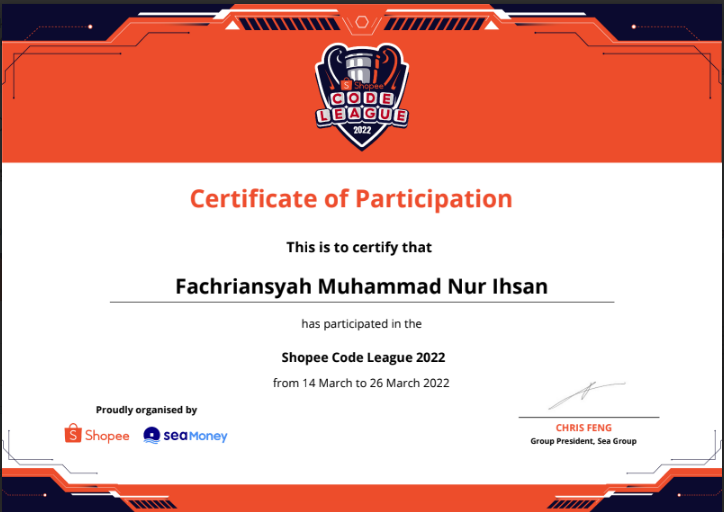 Shopee
CODE
LEAGUE
2022
Certificate of Participation
This is to certify that
Fachriansyah Muhammad Nur Ihsan
has participated in the
Shopee Code League 2022
from 14 March to 26 March 2022
Proudly organised by
Shopee seaMoney
CHRIS FENG
Group President, Sea Group